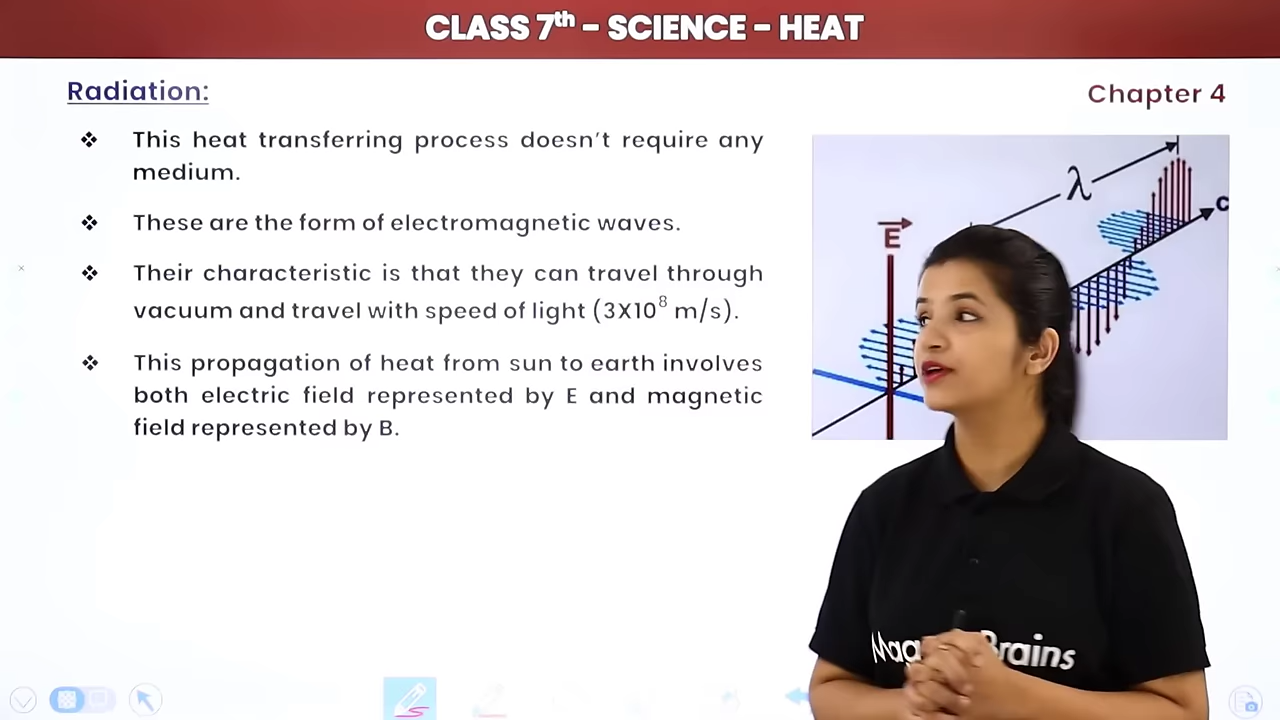 CLASS 7th – SCIENCE – HEAT
Radiation:
Chapter 4
❖ This heat transferring process doesn't require any
medium.
❖ These are the form of electromagnetic waves.
❖ Their characteristic is that they can travel through
vacuum and travel with speed of light (3X10⁸ m/s).
❖ This propagation of heat from sun to earth involves
both electric field represented by E and magnetic
field represented by B.
λ
c
E
Brains